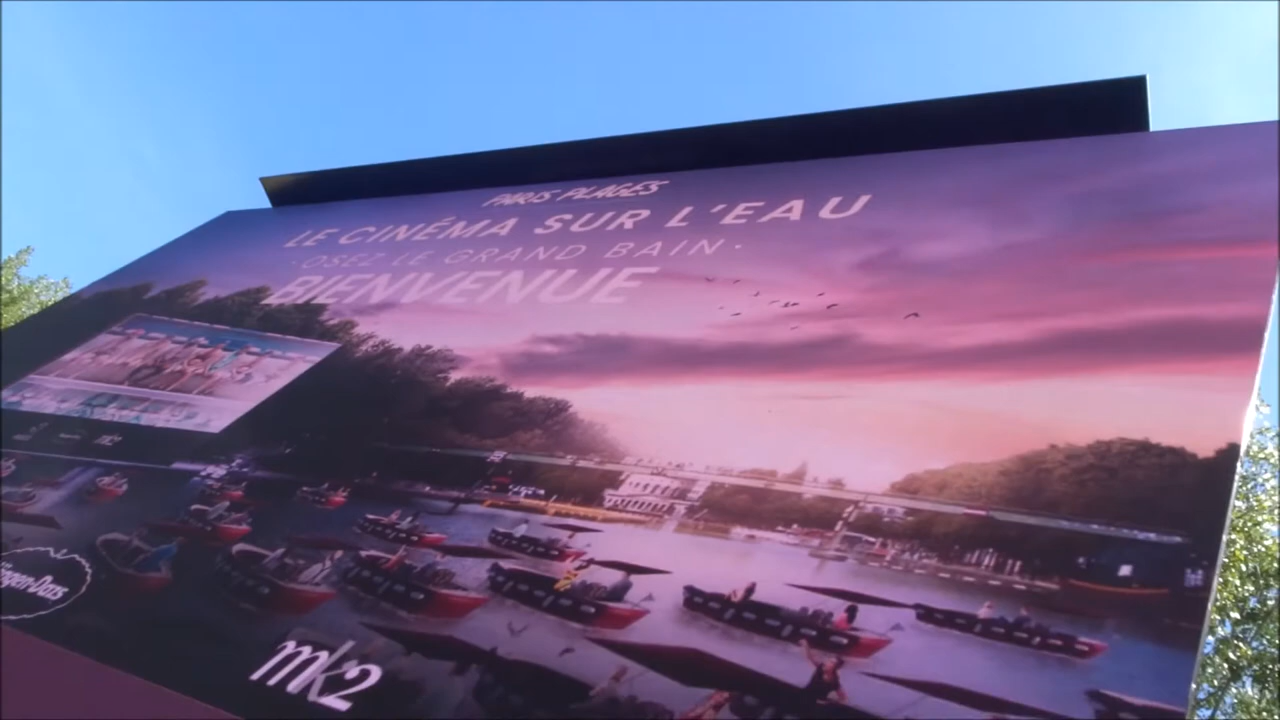 PARIS PLAGES
LE CINÉMA SUR L'EAU
·OSEZ LE GRAND BAIN·
BIENVENUE
mk2